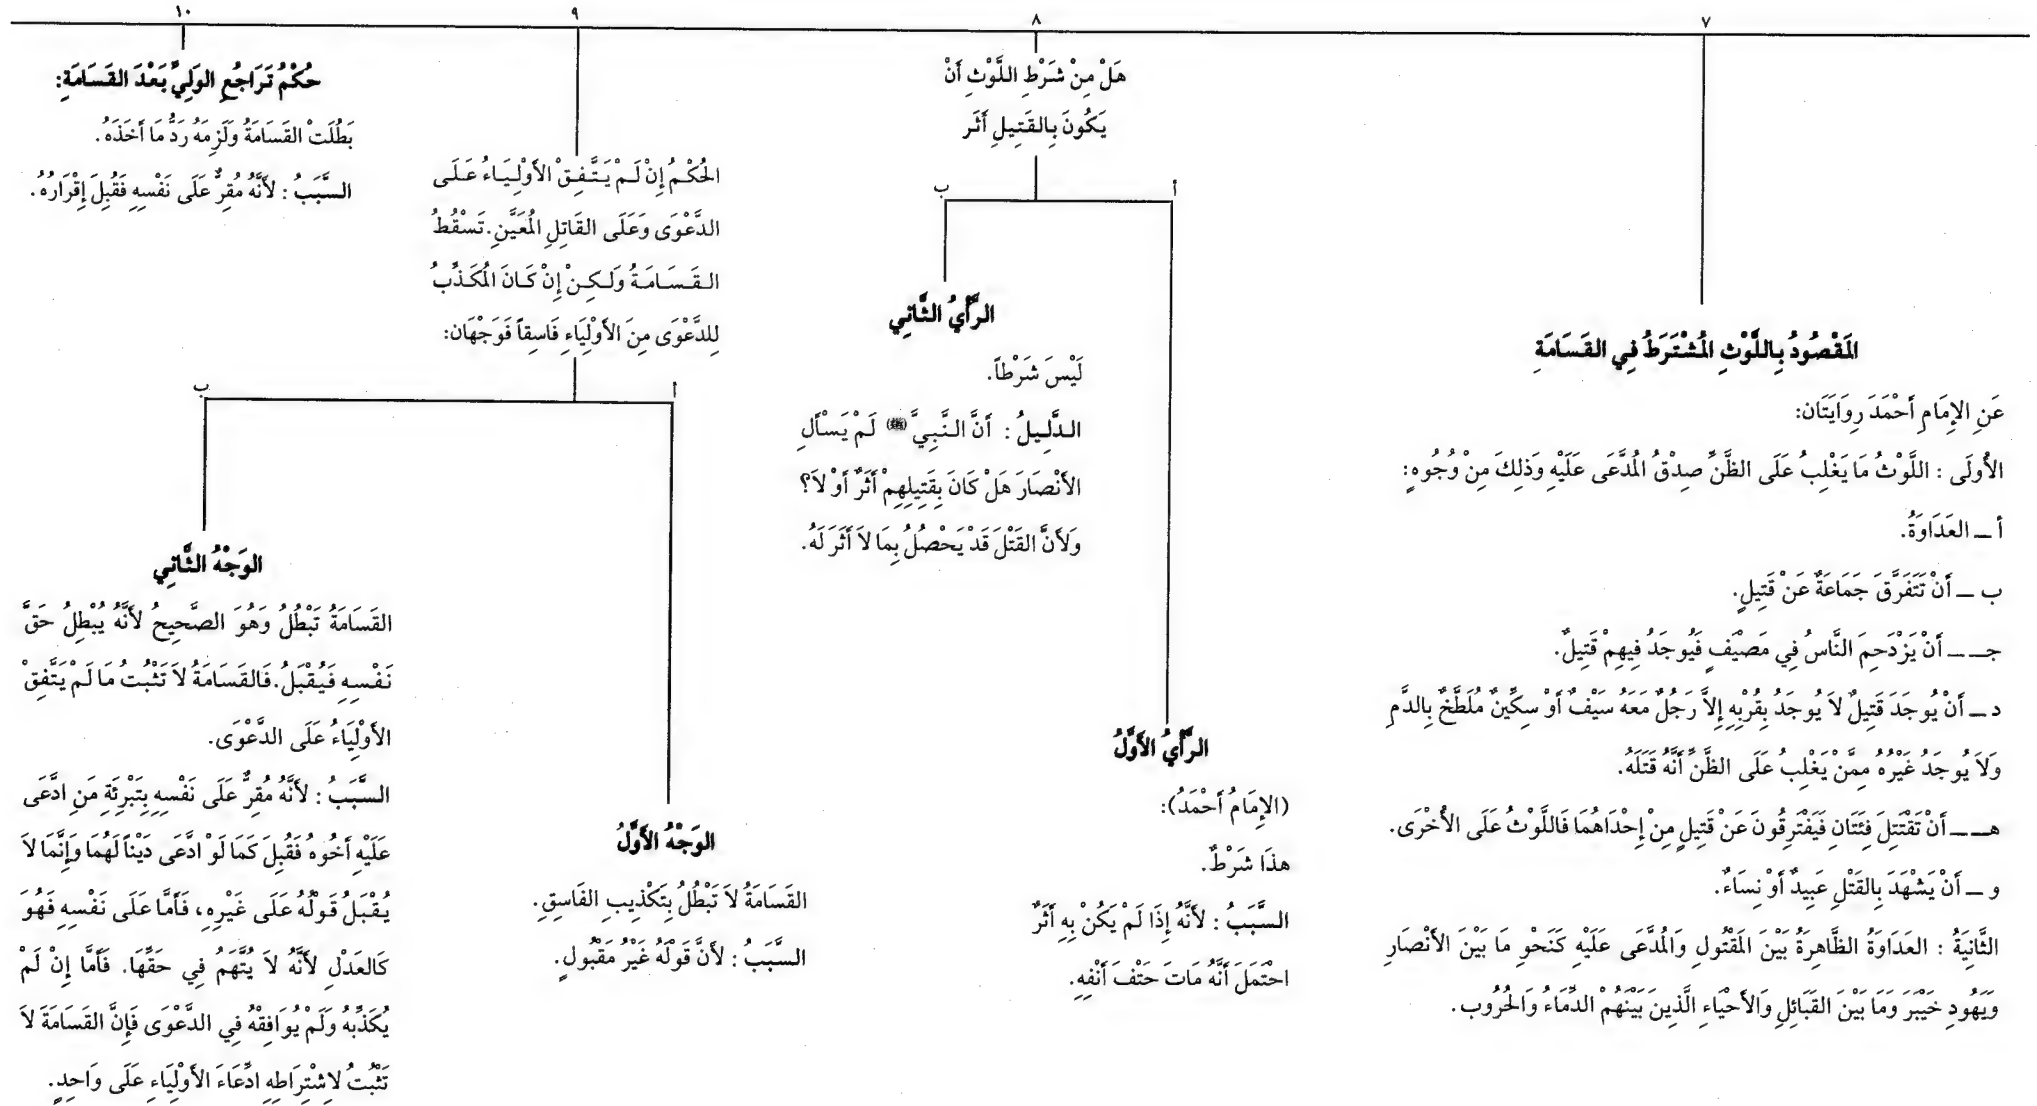 ٧
المَقْصُودُ بِاللَّوْثِ المُشْتَرَطُ فِي القَسَامَةِ
عَنِ الإِمَامِ أَحْمَدَ رِوَايَتَان:
الأُولَى : اللَّوْثُ مَا يَغْلِبُ عَلَى الظَّنِّ صِدْقُ المُدَّعَى عَلَيْهِ وَذَلِكَ مِنْ وُجُوهٍ:
أ ــ العَدَاوَةُ.
ب ــ أَنْ تَتَفَرَّقَ جَمَاعَةٌ عَنْ قَتِيلٍ.
جـ ــ أَنْ يَزْدَحِمَ النَّاسُ فِي مَصْيَفٍ فَيُوجَدُ فِيهِمْ قَتِيلٌ.
د ــ أَنْ يُوجَدَ قَتِيلٌ لاَ يُوجَدُ بِقُرْبِهِ إِلاَّ رَجُلٌ مَعَهُ سَيْفٌ أَوْ سِكِّينٌ مُلَطَّخٌ بِالدَّمِ
وَلاَ يُوجَدُ غَيْرُهُ مِمَّنْ يَغْلِبُ عَلَى الظَّنِّ أَنَّهُ قَتَلَهُ.
هـ ــ أَنْ تَقْتَتِلَ فِئَتَانِ فَيَفْتَرِقُونَ عَنْ قَتِيلٍ مِنْ إِحْدَاهُمَا فَاللَّوْثُ عَلَى الأُخْرَى.
و ــ أَنْ يَشْهَدَ بِالقَتْلِ عَبِيدٌ أَوْ نِسَاءٌ.
الثَّانِيَةُ : العَدَاوَةُ الظَّاهِرَةُ بَيْنَ المَقْتُولِ وَالمُدَّعَى عَلَيْهِ كَنَحْوِ مَا بَيْنَ الأَنْصَارِ
وَيَهُودِ خَيْبَرَ وَمَا بَيْنَ القَبَائِلِ وَالأَحْيَاءِ الَّذِينَ بَيْنَهُمْ الدِّمَاءُ وَالحُرُوب.
٨
هَلْ مِنْ شَرْطِ اللَّوْثِ أَنْ
يَكُونَ بِالقَتِيلِ أَثَر
أ
الرَّأْيُ الأَوَّلُ
(الإِمَامُ أَحْمَدُ):
هذَا شَرْطٌ.
السَّبَبُ : لأَنَّهُ إِذَا لَمْ يَكُنْ بِهِ أَثَرٌ
احْتَمَلَ أَنَّهُ مَاتَ حَتْفَ أَنْفِهِ.
ب
الرَّأْيُ الثَّانِي
لَيْسَ شَرْطاً.
الدَّلِيلُ : أَنَّ النَّبِيَّ ﷺ لَمْ يَسْأَلِ
الأَنْصَارَ هَلْ كَانَ بِقَتِيلِهِمْ أَثَرٌ أَوْ لاَ؟
وَلأَنَّ القَتْلَ قَدْ يَحْصُلُ بِمَا لاَ أَثَرَ لَهُ.
٩
الحُكْمُ إِنْ لَمْ يَتَّفِقْ الأَوْلِيَاءُ عَلَى
الدَّعْوَى وَعَلَى القَاتِلِ المُعَيَّنِ. تَسْقُطُ
القَسَامَةُ وَلَكِنْ إِنْ كَانَ المُكَذِّبُ
لِلدَّعْوَى مِنَ الأَوْلِيَاءِ فَاسِقاً فَوَجْهَان:
أ
الوَجْهُ الأَوَّلُ
القَسَامَةُ لاَ تَبْطُلُ بِتَكْذِيبِ الفَاسِقِ.
السَّبَبُ : لأَنَّ قَوْلَهُ غَيْرُ مَقْبُولٍ.
ب
الوَجْهُ الثَّانِي
القَسَامَةُ تَبْطُلُ وَهُوَ الصَّحِيحُ لأَنَّهُ يُبْطِلُ حَقَّ
نَفْسِهِ فَيُقْبَلُ. فَالقَسَامَةُ لاَ تَثْبُتُ مَا لَمْ يَتَّفِقْ
الأَوْلِيَاءُ عَلَى الدَّعْوَى.
السَّبَبُ : لأَنَّهُ مُقِرٌّ عَلَى نَفْسِهِ بِتَبْرِئَةِ مَنِ ادَّعَى
عَلَيْهِ أَخُوهُ فَقُبِلَ كَمَا لَوْ ادَّعَى دَيْناً لَهُمَا وَإِنَّمَا لاَ
يُقْبَلُ قَوْلُهُ عَلَى غَيْرِهِ، فَأَمَّا عَلَى نَفْسِهِ فَهُوَ
كَالعَدْلِ لأَنَّهُ لاَ يُتَّهَمُ فِي حَقِّهَا. فَأَمَّا إِنْ لَمْ
يُكَذِّبْهُ وَلَمْ يُوَافِقْهُ فِي الدَّعْوَى فَإِنَّ القَسَامَةَ لاَ
تَثْبُتُ لاِشْتِرَاطِهِ ادِّعَاءَ الأَوْلِيَاءِ عَلَى وَاحِدٍ.
١٠
حُكْمُ تَرَاجُعِ الوَلِيِّ بَعْدَ القَسَامَةِ:
بَطُلَتْ القَسَامَةُ وَلَزِمَهُ رَدُّ مَا أَخَذَهُ.
السَّبَبُ : لأَنَّهُ مُقِرٌّ عَلَى نَفْسِهِ فَقُبِلَ إِقْرَارُهُ.